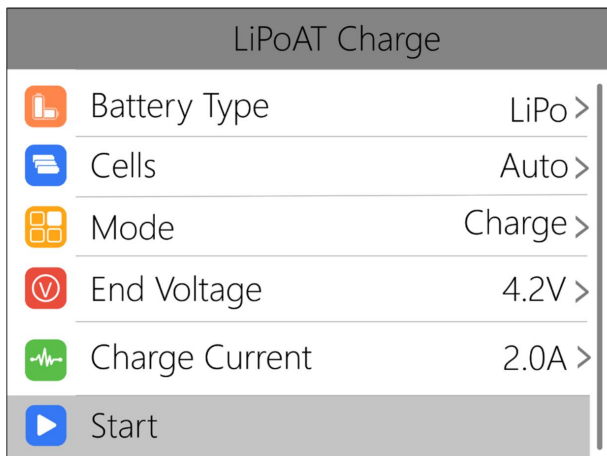 LiPoAT Charge
Battery Type LiPo >
Cells Auto >
Mode Charge >
End Voltage 4.2V >
Charge Current 2.0A >
Start